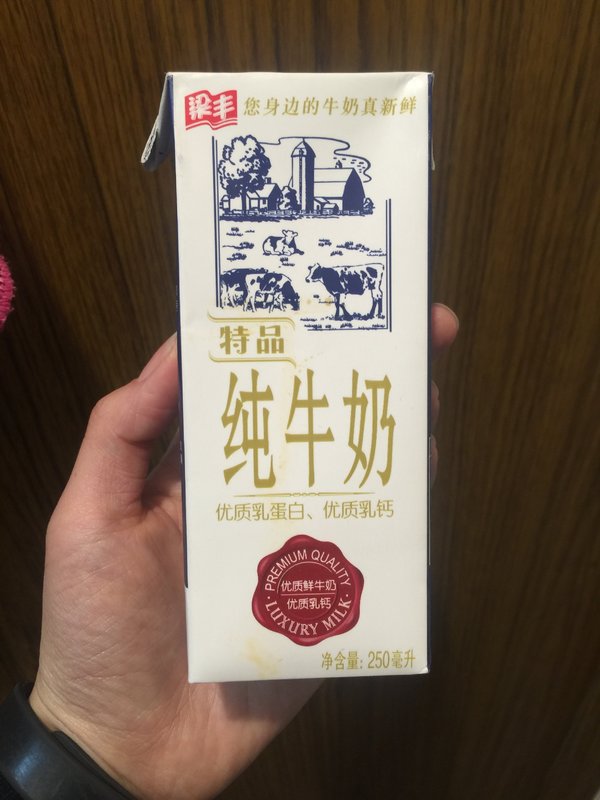 梁丰 您身边的牛奶真新鲜
特品
纯牛奶
优质乳蛋白、优质乳钙
PREMIUM QUALITY
优质鲜牛奶
优质乳钙
LUXURY MILK
净含量: 250毫升